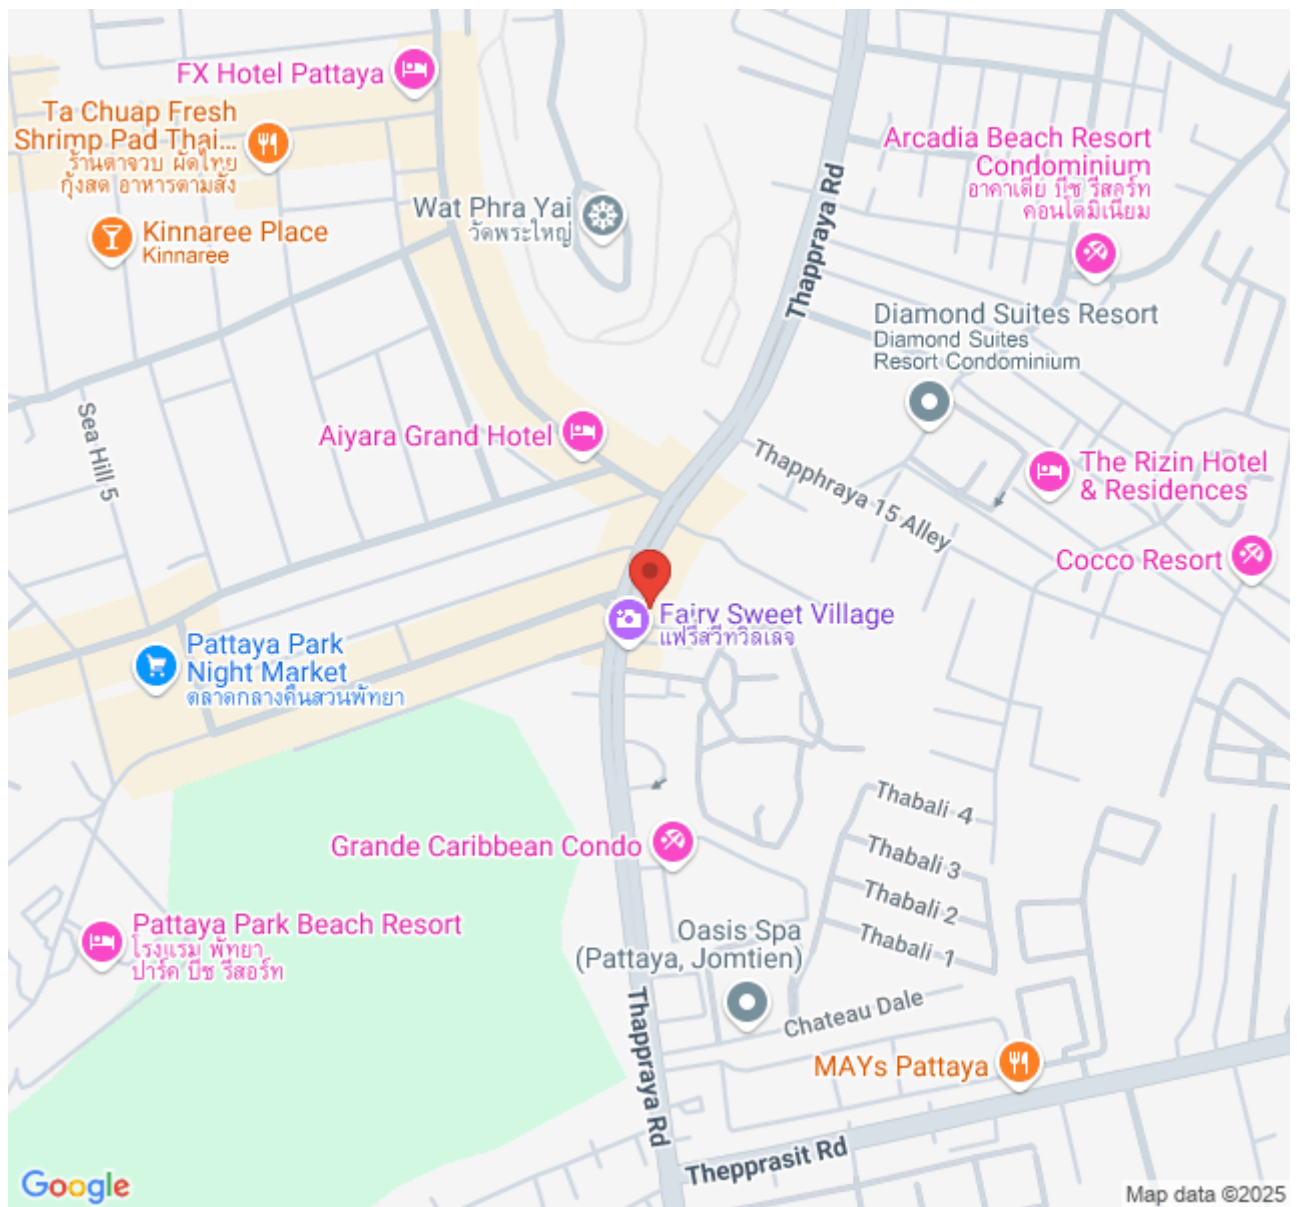 FX Hotel Pattaya
Ta Chuap Fresh
Shrimp Pad Thai...
ร้านตาจวบ ผัดไทย
กุ้งสด อาหารตามสั่ง
Kinnaree Place
Kinnaree
Wat Phra Yai
วัดพระใหญ่
Thappraya Rd
Arcadia Beach Resort
Condominium
อาคาเดีย บีช รีสอร์ท
คอนโดมิเนียม
Diamond Suites Resort
Diamond Suites
Resort Condominium
Sea Hill 5
Aiyara Grand Hotel
Thapphraya 15 Alley
The Rizin Hotel
& Residences
Cocco Resort
Fairy Sweet Village
แฟรี่สวีทวิลเลจ
Pattaya Park
Night Market
ตลาดกลางคืนสวนพัทยา
Thabali 4
Grande Caribbean Condo
Thabali 3
Thabali 2
Pattaya Park Beach Resort
โรงแรม พัทยา
ปาร์ค บีช รีสอร์ท
Oasis Spa
(Pattaya, Jomtien)
Thabali 1
Chateau Dale
Thappraya Rd
MAYs Pattaya
Thepprasit Rd
Google
Map data ©2025